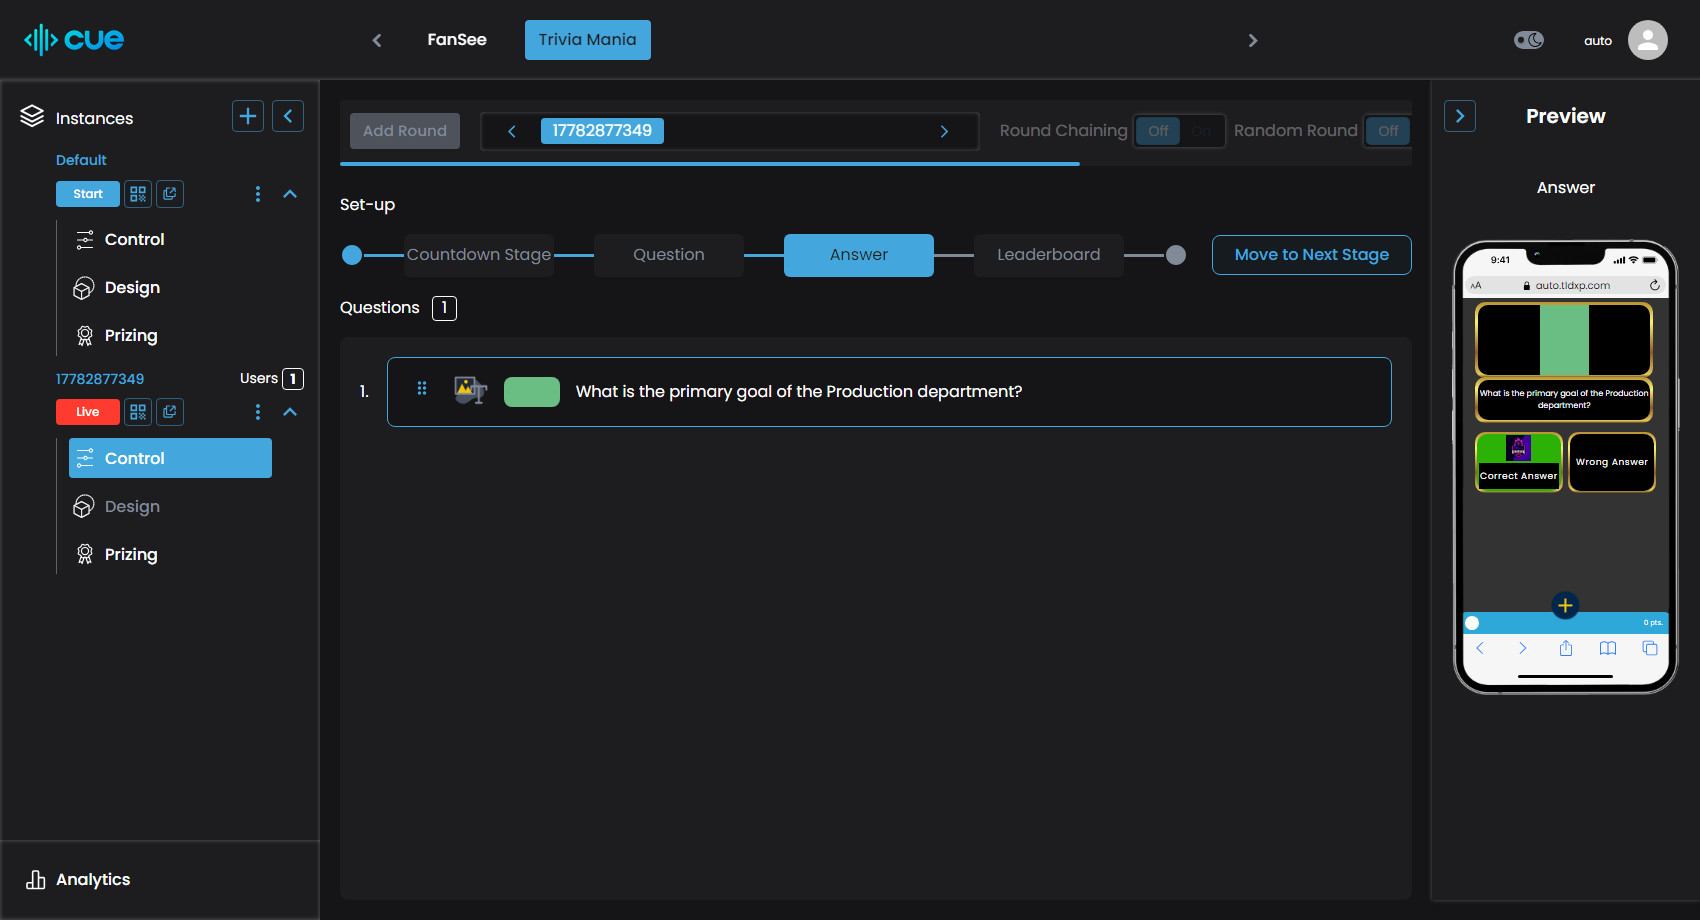 cue
FanSee
Trivia Mania
auto
Instances
Default
Start
Control
Design
Prizing
17782877349
Users 1
Live
Control
Design
Prizing
Analytics
Add Round
17782877349
Round Chaining
Off
On
Random Round
Off
Set-up
Countdown Stage
Question
Answer
Leaderboard
Move to Next Stage
Questions 1
1.
What is the primary goal of the Production department?
Preview
Answer
9:41
AA
auto.tldxp.com
What is the primary goal of the Production
department?
Correct Answer
Wrong Answer
0 pts.